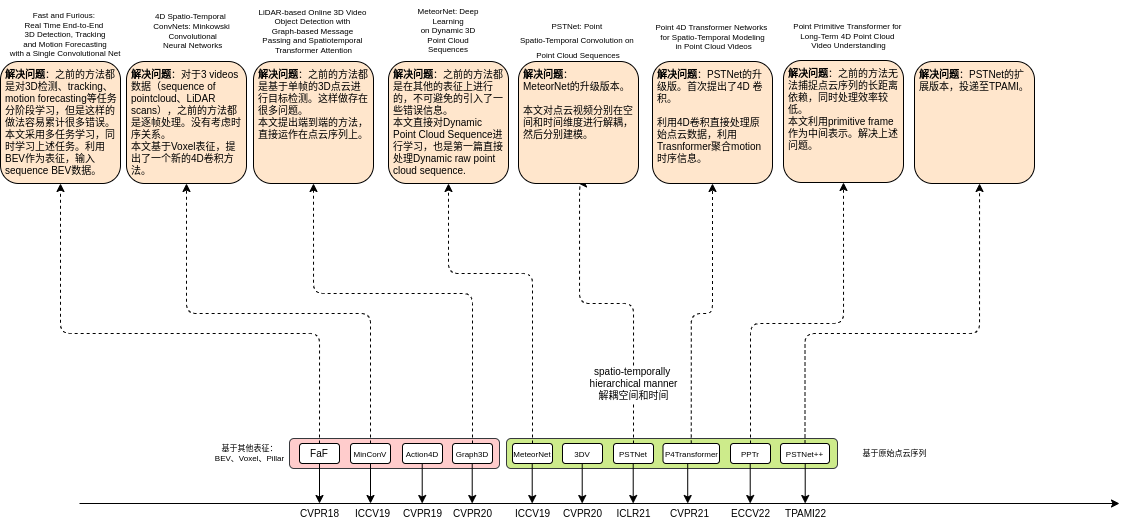 Fast and Furious:
Real Time End-to-End
3D Detection, Tracking
and Motion Forecasting
with a Single Convolutional Net
4D Spatio-Temporal
ConvNets: Minkowski
Convolutional
Neural Networks
LiDAR-based Online 3D Video
Object Detection with
Graph-based Message
Passing and Spatiotemporal
Transformer Attention
MeteorNet: Deep
Learning
on Dynamic 3D
Point Cloud
Sequences
PSTNet: Point
Spatio-Temporal Convolution on
Point Cloud Sequences
Point 4D Transformer Networks
for Spatio-Temporal Modeling
in Point Cloud Videos
Point Primitive Transformer for
Long-Term 4D Point Cloud
Video Understanding
解决问题：之前的方法都
是对3D检测、tracking、
motion forecasting等任务
分阶段学习，但是这样的
做法容易累计很多错误。
本文采用多任务学习，同
时学习上述任务。利用
BEV作为表征，输入
sequence BEV数据。
解决问题：对于3 videos
数据（sequence of
pointcloud、LiDAR
scans），之前的方法都
是逐帧处理。没有考虑时
序关系。
本文基于Voxel表征，提
出了一个新的4D卷积方
法。
解决问题：之前的方法都
是基于单帧的3D点云进
行目标检测。这样做存在
很多问题。
本文提出端到端的方法，
直接运作在点云序列上。
解决问题：之前的方法都
是在其他的表征上进行
的，不可避免的引入了一
些错误信息。
本文直接对Dynamic
Point Cloud Sequence进
行学习，也是第一篇直接
处理Dynamic raw point
cloud sequence.
解决问题：
MeteorNet的升级版本。
本文对点云视频分别在空
间和时间维度进行解耦，
然后分别建模。
解决问题：PSTNet的升
级版。首次提出了4D 卷
积。
利用4D卷积直接处理原
始点云数据，利用
Trasnformer聚合motion
时序信息。
解决问题：之前的方法无
法捕捉点云序列的长距离
依赖，同时处理效率较
低。
本文利用primitive frame
作为中间表示。解决上述
问题。
解决问题：PSTNet的扩
展版本，投递至TPAMI。
spatio-temporally
hierarchical manner
解耦空间和时间
基于其他表征：
BEV、Voxel、Pillar
FaF
MinConV
Action4D
Graph3D
MeteorNet
3DV
PSTNet
P4Transformer
PPTr
PSTNet++
基于原始点云序列
CVPR18
ICCV19
CVPR19
CVPR20
ICCV19
CVPR20
ICLR21
CVPR21
ECCV22
TPAMI22